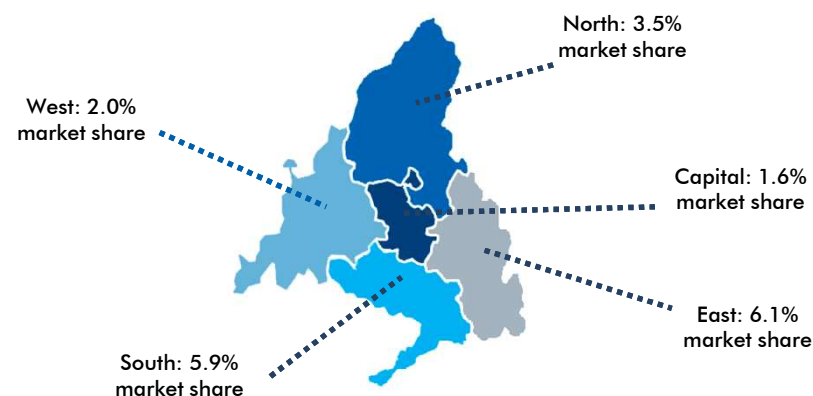 North: 3.5%
market share
West: 2.0%
market share
Capital: 1.6%
market share
East: 6.1%
market share
South: 5.9%
market share